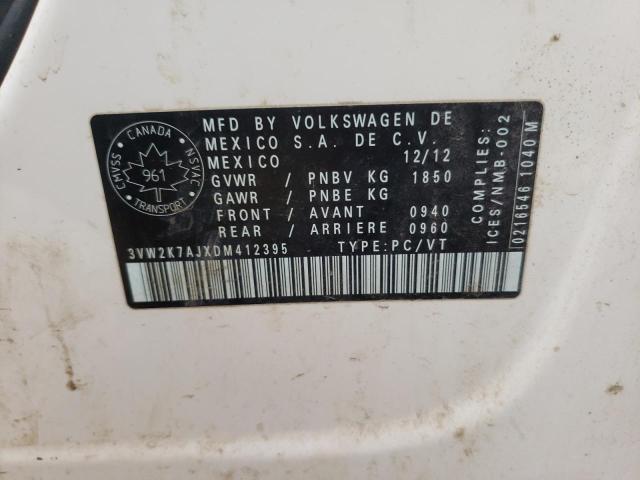 CANADA
CMVSS
NSVAC
961
TRANSPORT
MFD BY VOLKSWAGEN DE
MEXICO S.A. DE C.V.
MEXICO 12/12
GVWR / PNBV KG 1850
GAWR / PNBE KG
FRONT / AVANT 0940
REAR / ARRIERE 0960
3VW2K7AJXDM412395 TYPE:PC/VT
COMPLIES:
ICES/NMB-002
0216546 1040 M